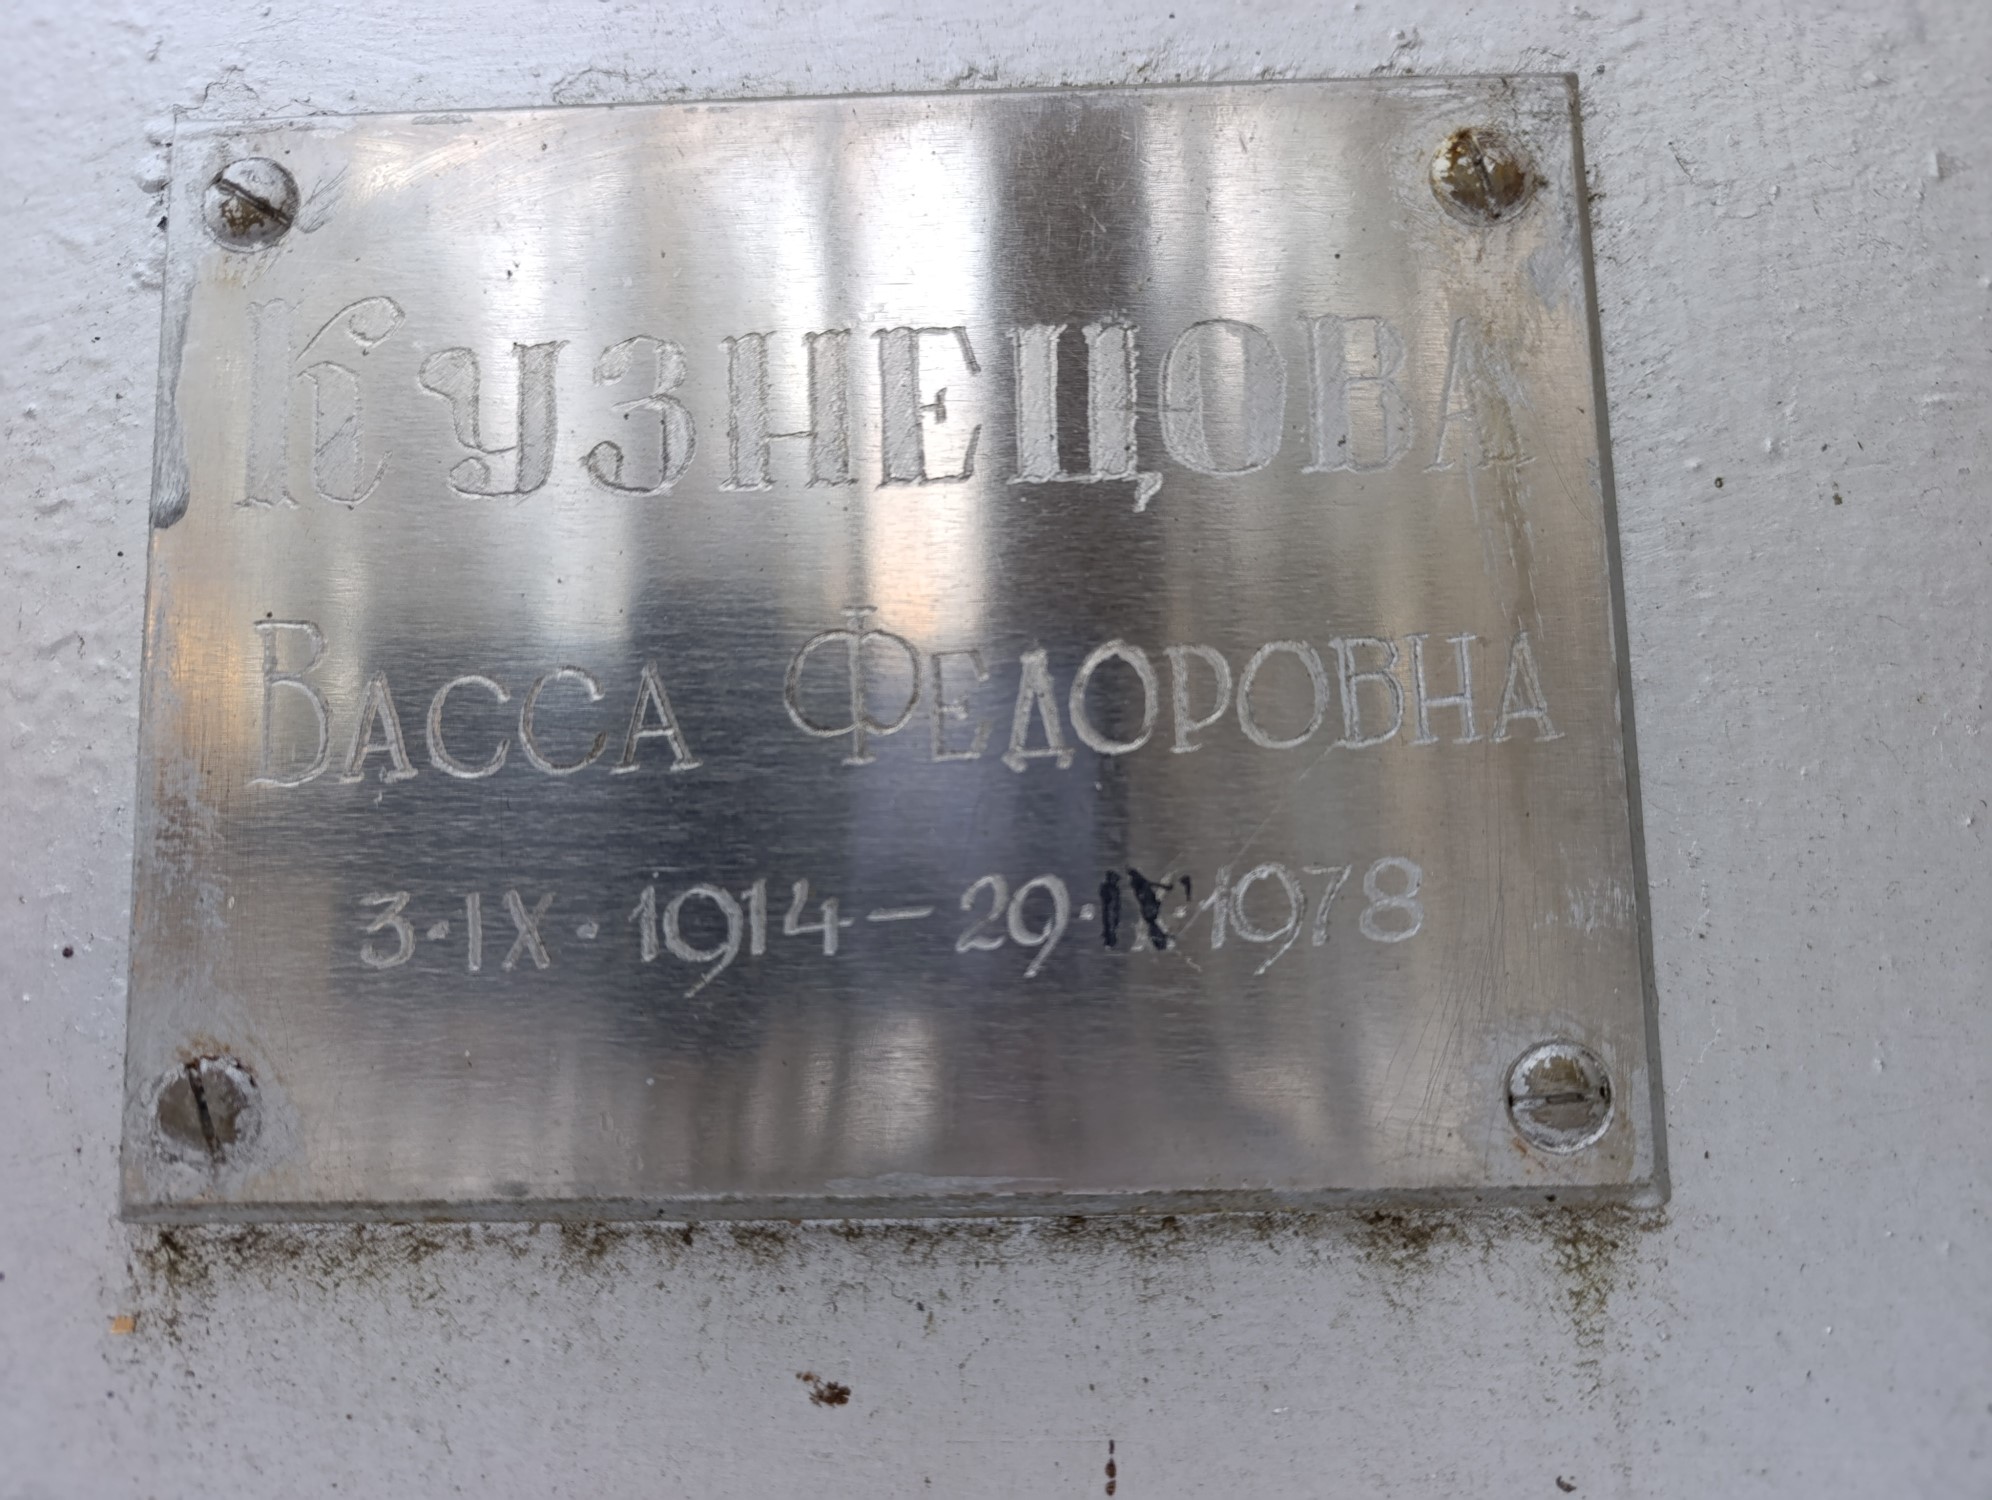 Кузнецова
Васса Федоровна
3·IX·1914–29·IX·1978